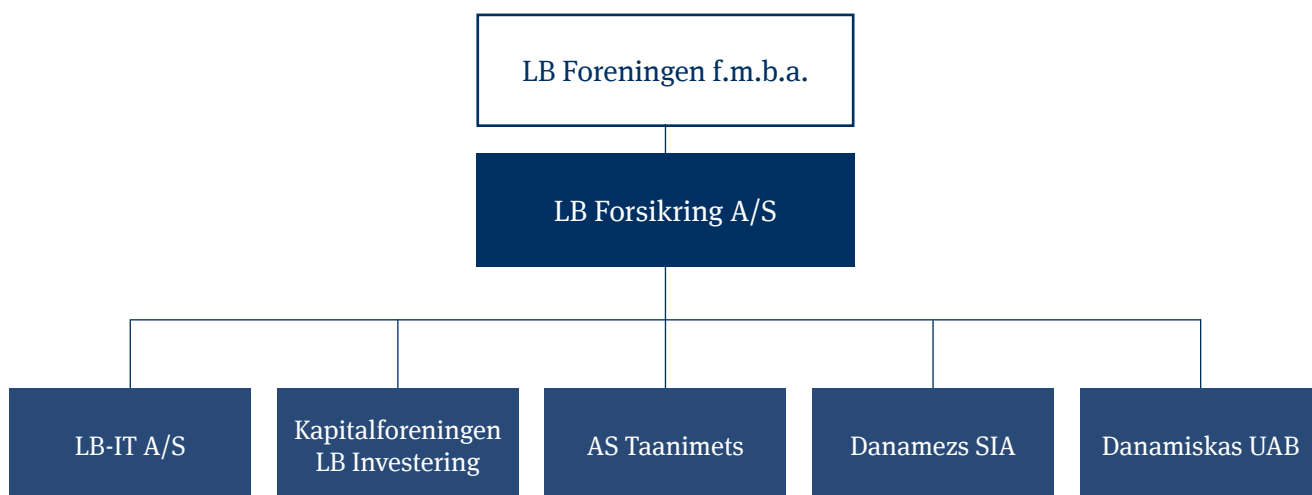 LB Foreningen f.m.b.a.
LB Forsikring A/S
LB-IT A/S
Kapitalforeningen
LB Investering
AS Taanimets
Danamezs SIA
Danamiskas UAB